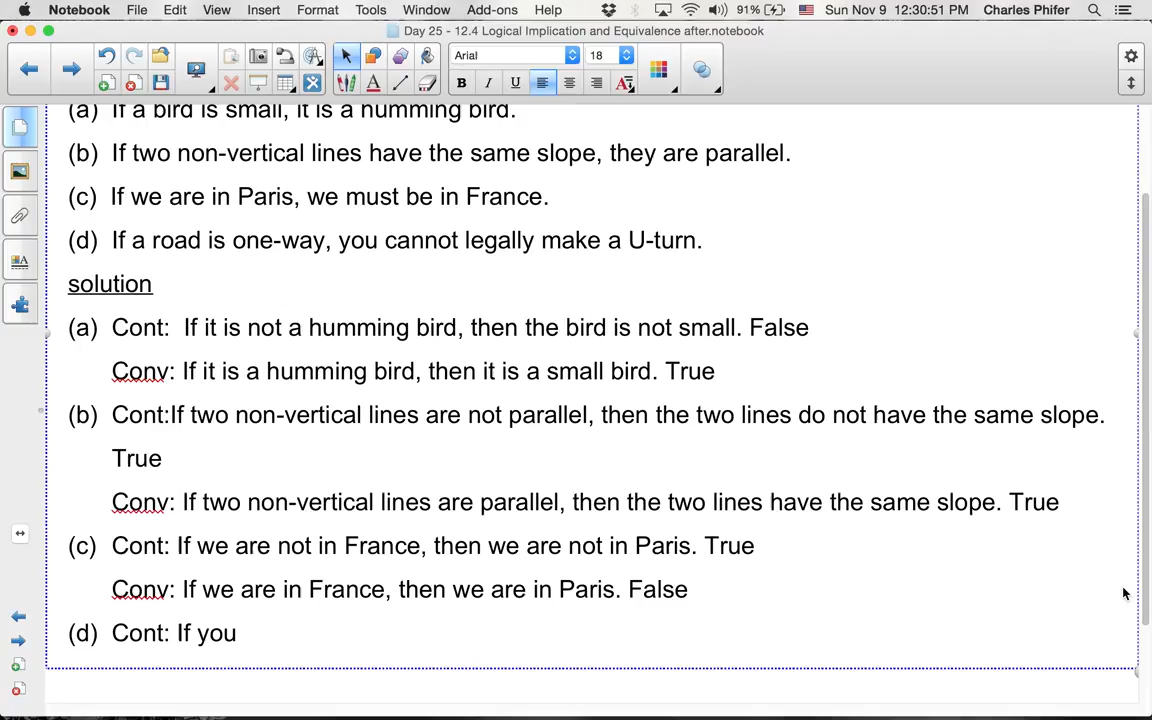 Notebook File Edit View Insert Format Tools Window Add-ons Help 91% Sun Nov 9 12:30:51 PM Charles Phifer
Day 25 - 12.4 Logical Implication and Equivalence after.notebook
Arial 18
B I U A
(a) If a bird is small, it is a humming bird.
(b) If two non-vertical lines have the same slope, they are parallel.
(c) If we are in Paris, we must be in France.
(d) If a road is one-way, you cannot legally make a U-turn.
solution
(a) Cont: If it is not a humming bird, then the bird is not small. False
Conv: If it is a humming bird, then it is a small bird. True
(b) Cont:If two non-vertical lines are not parallel, then the two lines do not have the same slope.
True
Conv: If two non-vertical lines are parallel, then the two lines have the same slope. True
(c) Cont: If we are not in France, then we are not in Paris. True
Conv: If we are in France, then we are in Paris. False
(d) Cont: If you